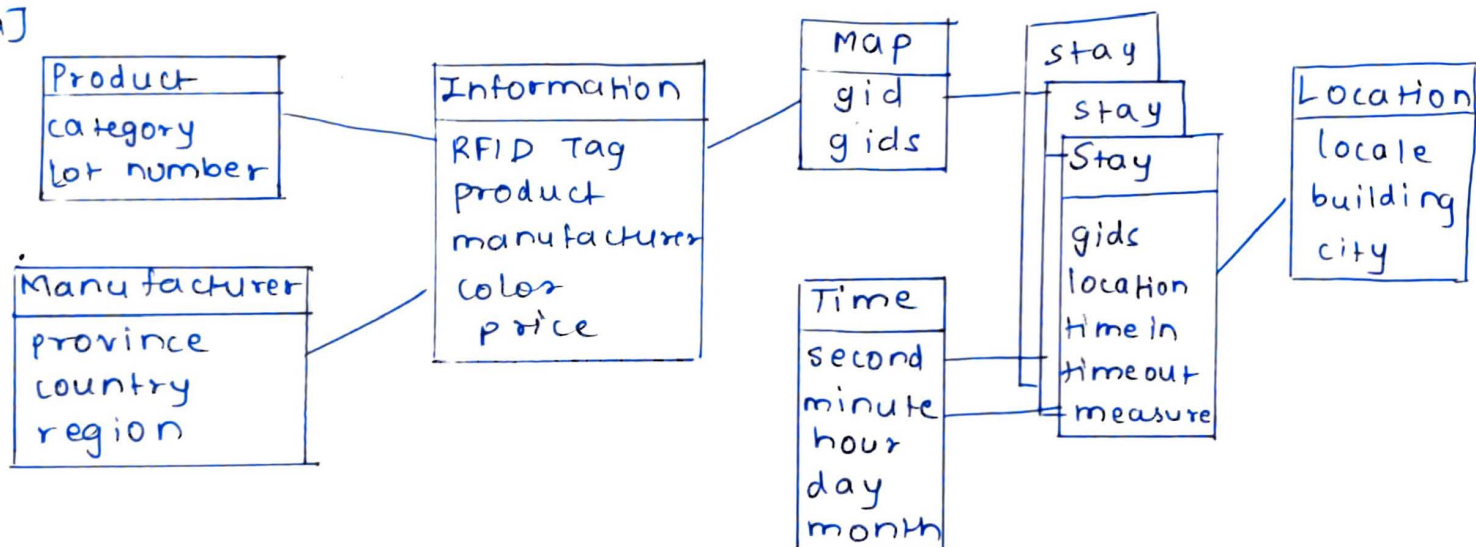 a]
Product
category
Lot number
Manufacturer
province
country
region
Information
RFID Tag
product
manufacturer
color
price
Map
gid
gids
Time
second
minute
hour
day
month
stay
stay
Stay
gids
location
time in
timeout
measure
Location
locale
building
city